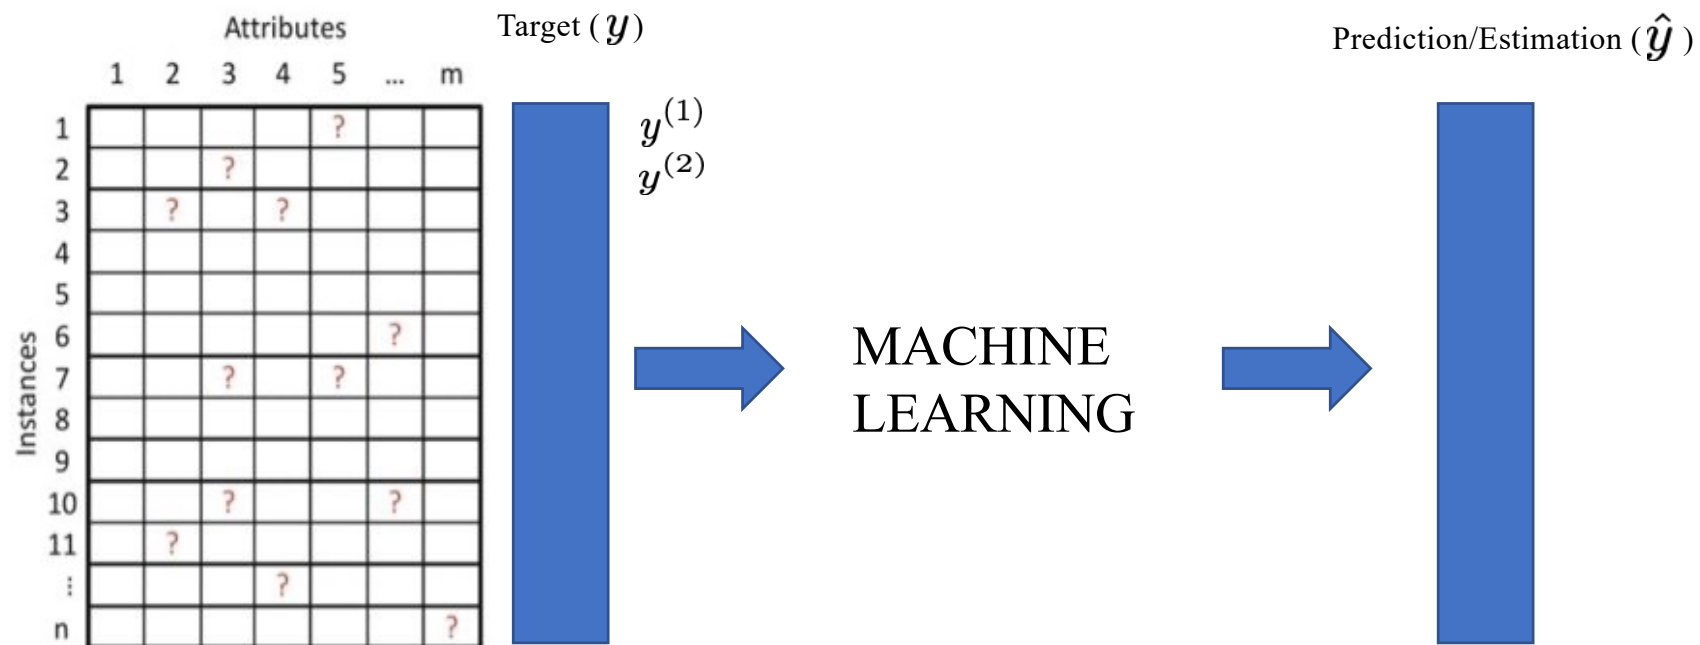 Attributes
Target ( y )
Prediction/Estimation ( ŷ )
1 2 3 4 5 ... m
Instances
1 ?
y^(1)
2 ?
y^(2)
3 ? ?
4
5
6 ?
7 ? ?
8
9
10 ? ?
11 ?
⋮ ?
n ?
MACHINE
LEARNING